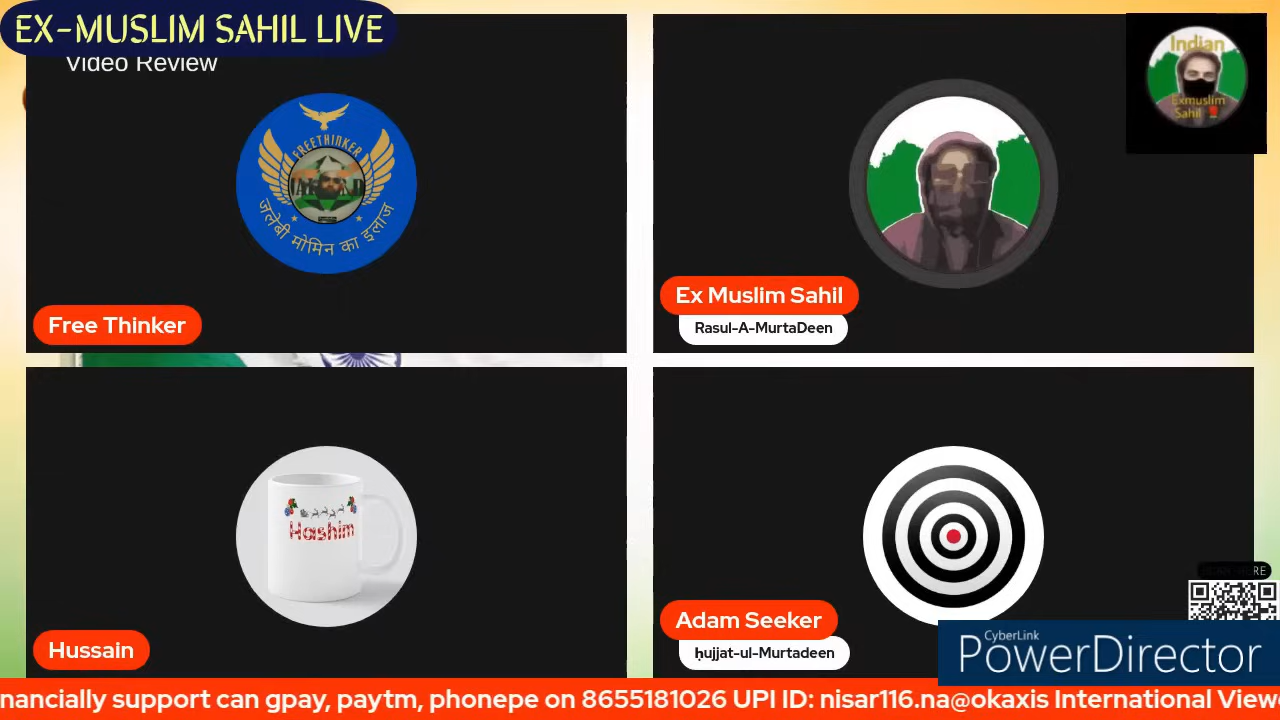 EX-MUSLIM SAHIL LIVE
Video Review
FREETHINKER
जलेबी मोमिन का इलाज
Free Thinker
Ex Muslim Sahil
Rasul-A-MurtaDeen
Indian
Exmuslim
Sahil
Hashim
Hussain
Adam Seeker
ḥujjat-ul-Murtadeen
CyberLink
PowerDirector
nancially support can gpay, paytm, phonepe on 8655181026 UPI ID: nisar116.na@okaxis International View